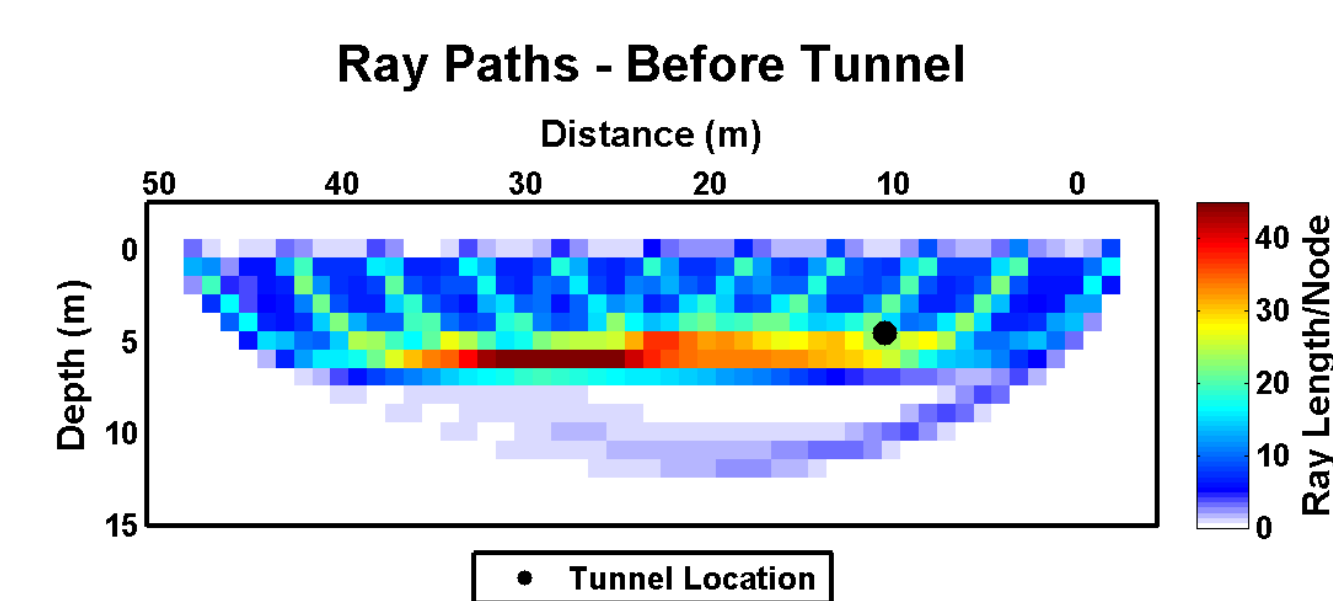 Ray Paths - Before Tunnel
Distance (m)
50 40 30 20 10 0
Depth (m)
0
5
10
15
40
30
20
10
0
Ray Length/Node
Tunnel Location